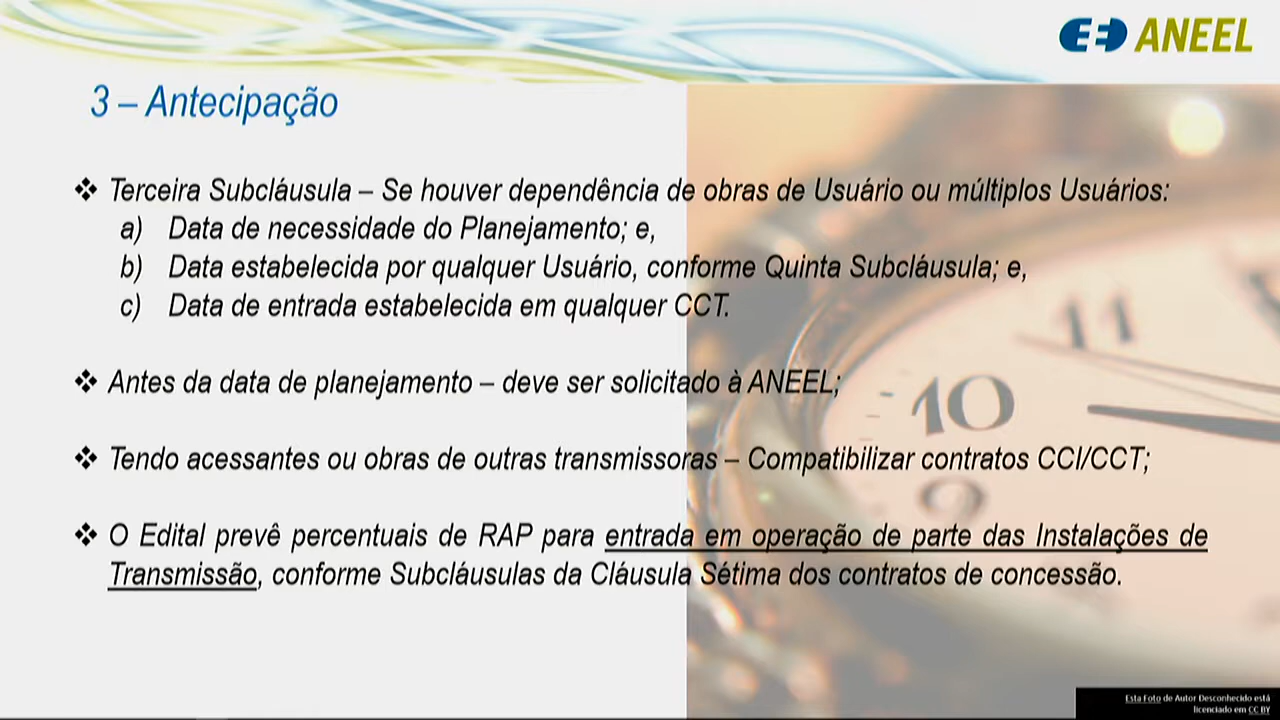 ANEEL
3 – Antecipação
❖ Terceira Subcláusula – Se houver dependência de obras de Usuário ou múltiplos Usuários:
a) Data de necessidade do Planejamento; e,
b) Data estabelecida por qualquer Usuário, conforme Quinta Subcláusula; e,
c) Data de entrada estabelecida em qualquer CCT.
❖ Antes da data de planejamento – deve ser solicitado à ANEEL;
❖ Tendo acessantes ou obras de outras transmissoras – Compatibilizar contratos CCI/CCT;
❖ O Edital prevê percentuais de RAP para entrada em operação de parte das Instalações de
Transmissão, conforme Subcláusulas da Cláusula Sétima dos contratos de concessão.
11
10
9
Esta Foto de Autor Desconhecido está
licenciado em CC BY